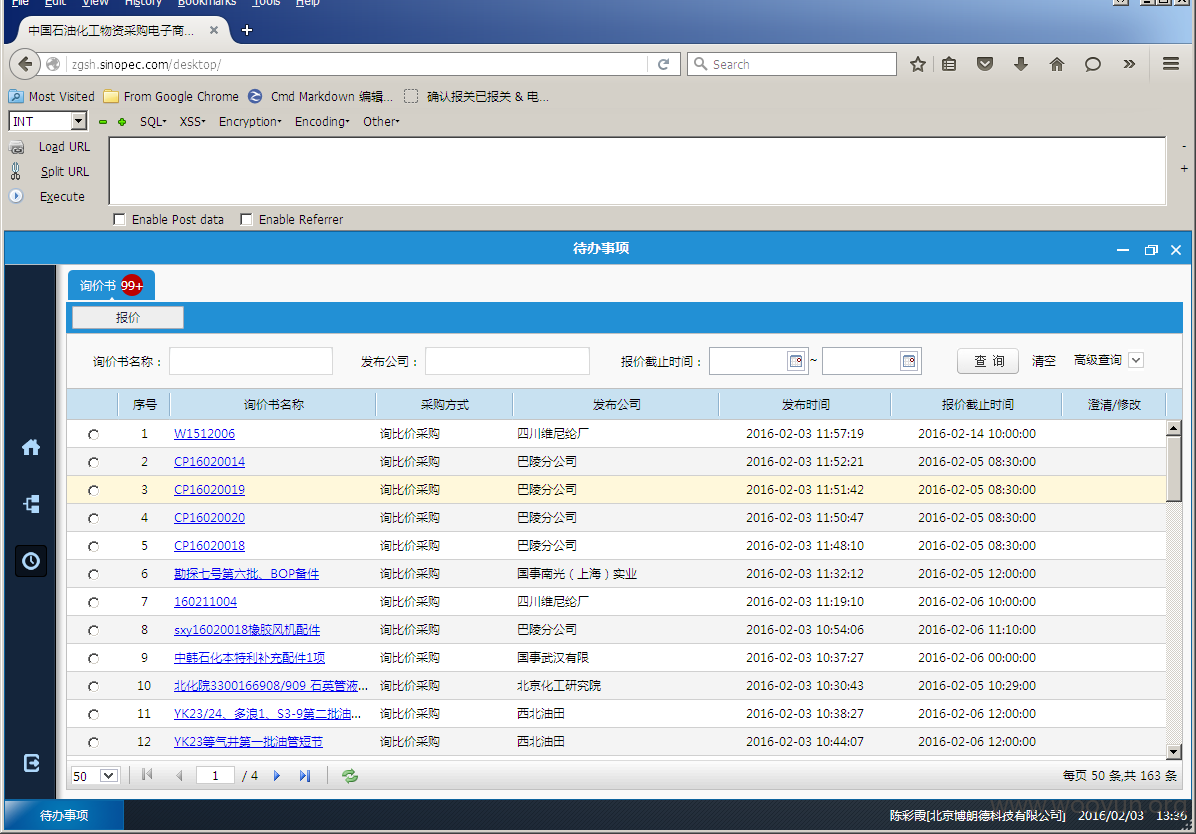 File Edit View History Bookmarks Tools Help
中国石油化工物资采购电子商...
zgsh.sinopec.com/desktop/
Search
Most Visited From Google Chrome Cmd Markdown 编辑... 确认报关已报关 & 电...
INT SQL XSS Encryption Encoding Other
Load URL
Split URL
Execute
Enable Post data Enable Referrer
待办事项
询价书 99+
报价
询价书名称： 发布公司： 报价截止时间： ~ 查 询 清空 高级查询
序号 询价书名称 采购方式 发布公司 发布时间 报价截止时间 澄清/修改
1 W1512006 询比价采购 四川维尼纶厂 2016-02-03 11:57:19 2016-02-14 10:00:00
2 CP16020014 询比价采购 巴陵分公司 2016-02-03 11:52:21 2016-02-05 08:30:00
3 CP16020019 询比价采购 巴陵分公司 2016-02-03 11:51:42 2016-02-05 08:30:00
4 CP16020020 询比价采购 巴陵分公司 2016-02-03 11:50:47 2016-02-05 08:30:00
5 CP16020018 询比价采购 巴陵分公司 2016-02-03 11:48:10 2016-02-05 08:30:00
6 勘探七号第六批、BOP备件 询比价采购 国事南光（上海）实业 2016-02-03 11:32:12 2016-02-05 12:00:00
7 160211004 询比价采购 四川维尼纶厂 2016-02-03 11:19:10 2016-02-06 10:00:00
8 sxy16020018橡胶风机配件 询比价采购 巴陵分公司 2016-02-03 10:54:06 2016-02-06 11:10:00
9 中韩石化本特利补充配件1项 询比价采购 国事武汉有限 2016-02-03 10:37:27 2016-02-06 00:00:00
10 北化院3300166908/909 石英管液... 询比价采购 北京化工研究院 2016-02-03 10:30:43 2016-02-05 10:29:00
11 YK23/24、多浪1、S3-9第二批油... 询比价采购 西北油田 2016-02-03 10:38:27 2016-02-06 12:00:00
12 YK23等气井第一批油管短节 询比价采购 西北油田 2016-02-03 10:44:07 2016-02-06 12:00:00
50 1 / 4 每页 50 条,共 163 条
www.wooyun.org
待办事项 陈彩霞[北京博朗德科技有限公司] 2016/02/03 13:36